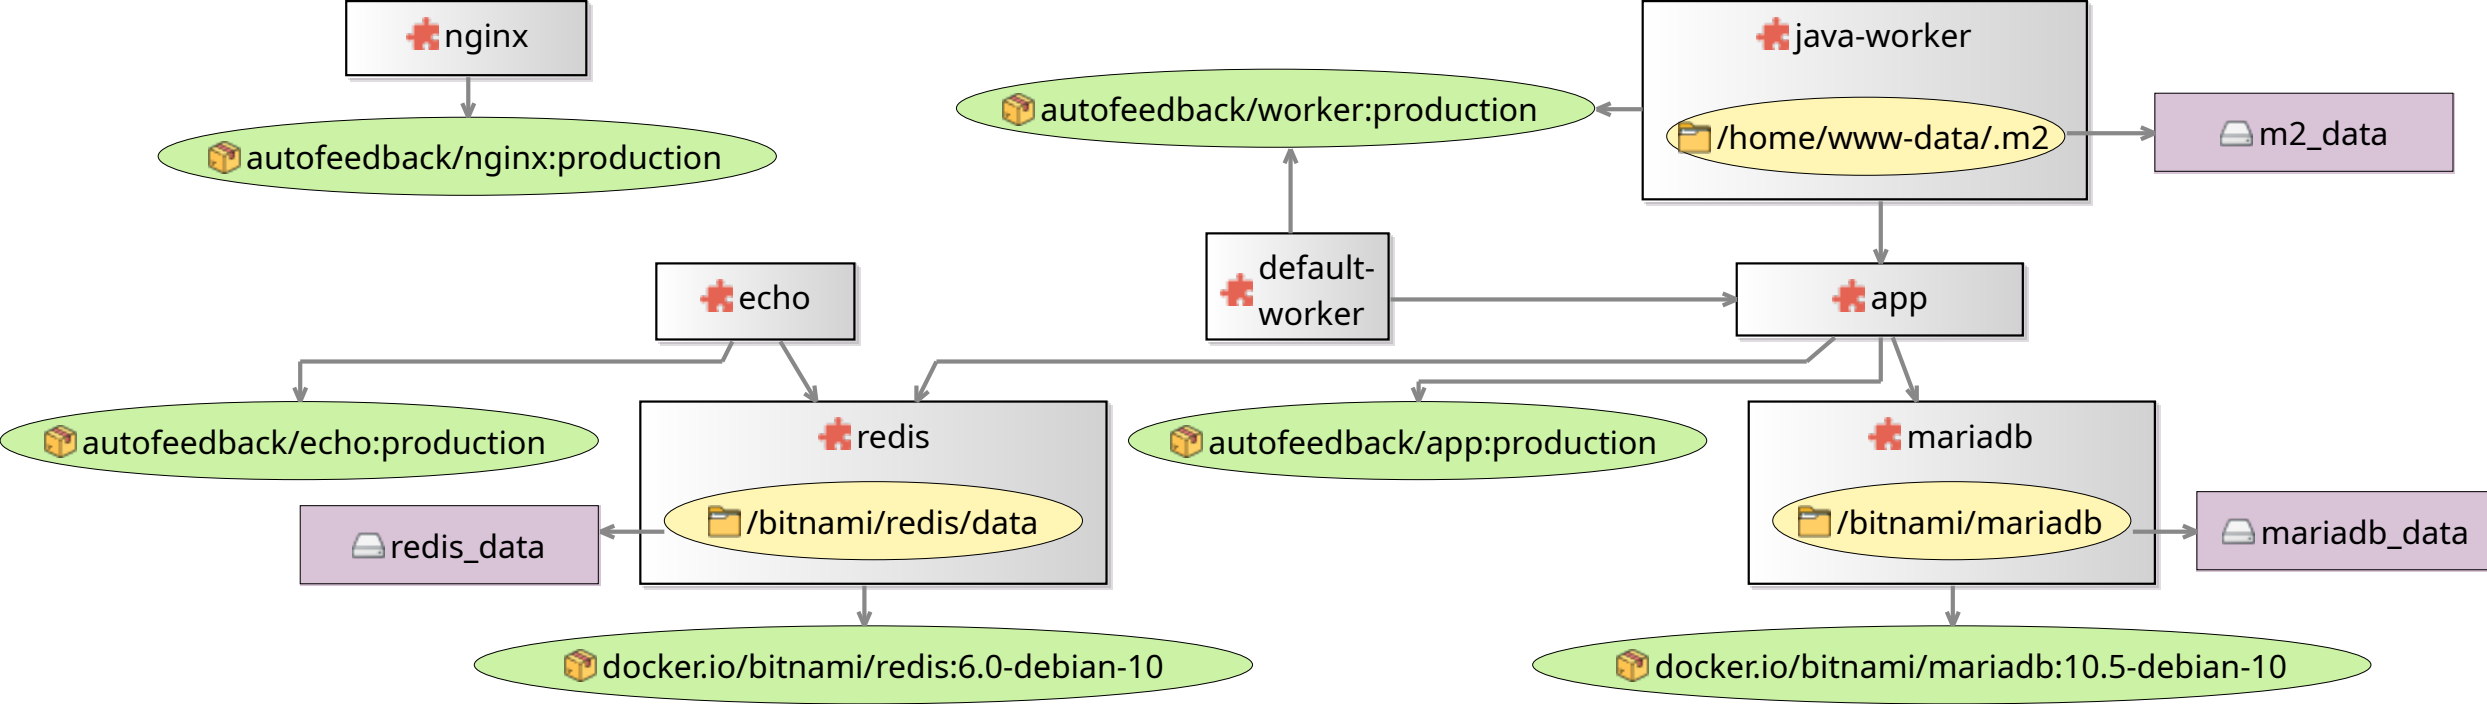 nginx
java-worker
autofeedback/worker:production
/home/www-data/.m2
m2_data
autofeedback/nginx:production
default-
worker
echo
app
autofeedback/echo:production
redis
autofeedback/app:production
mariadb
/bitnami/redis/data
/bitnami/mariadb
redis_data
mariadb_data
docker.io/bitnami/redis:6.0-debian-10
docker.io/bitnami/mariadb:10.5-debian-10